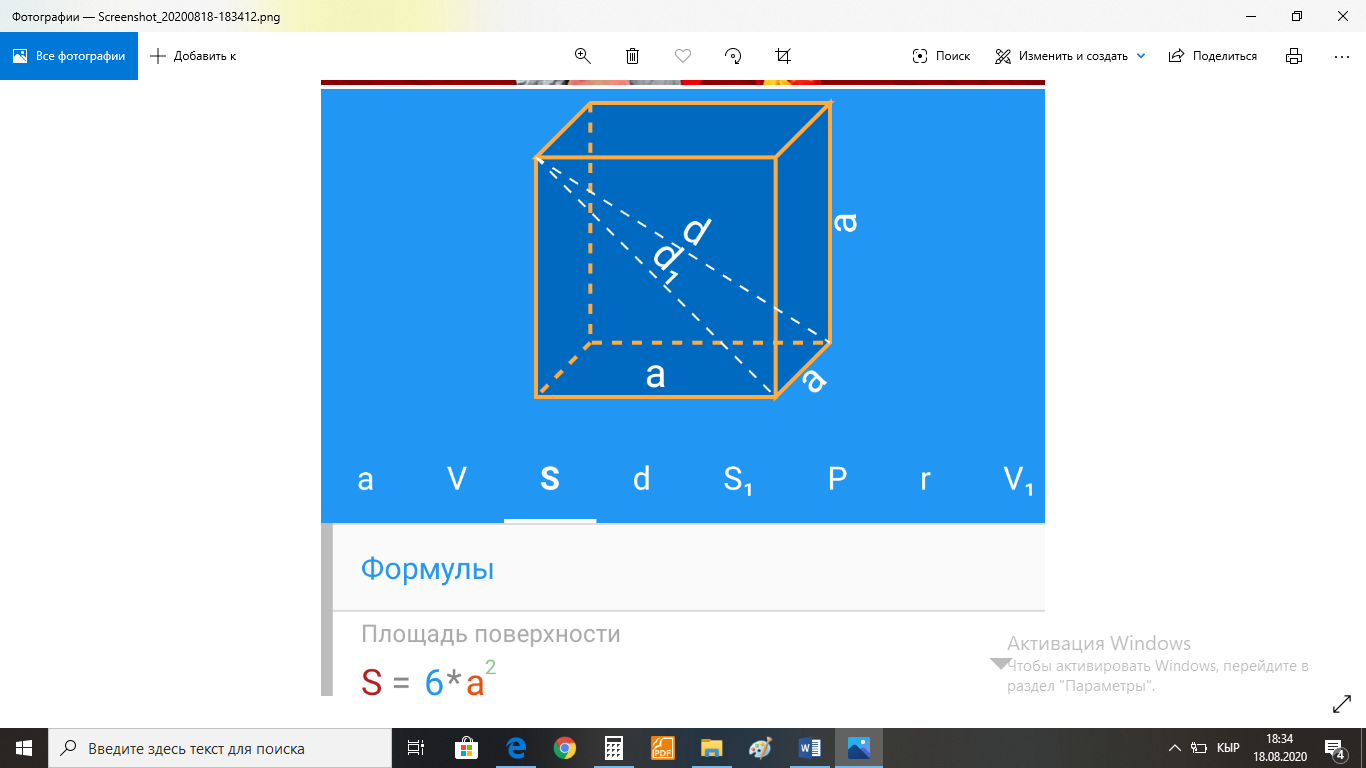 Фотографии — Screenshot_20200818-183412.png
Все фотографии
Добавить к
Поиск
Изменить и создать
Поделиться
a
d
d₁
a
a
a V S d S₁ P r V₁
Формулы
Площадь поверхности
S = 6*a²
Активация Windows
Чтобы активировать Windows, перейдите в
раздел "Параметры".
Введите здесь текст для поиска
PDF
КЫР
18:34
18.08.2020
4